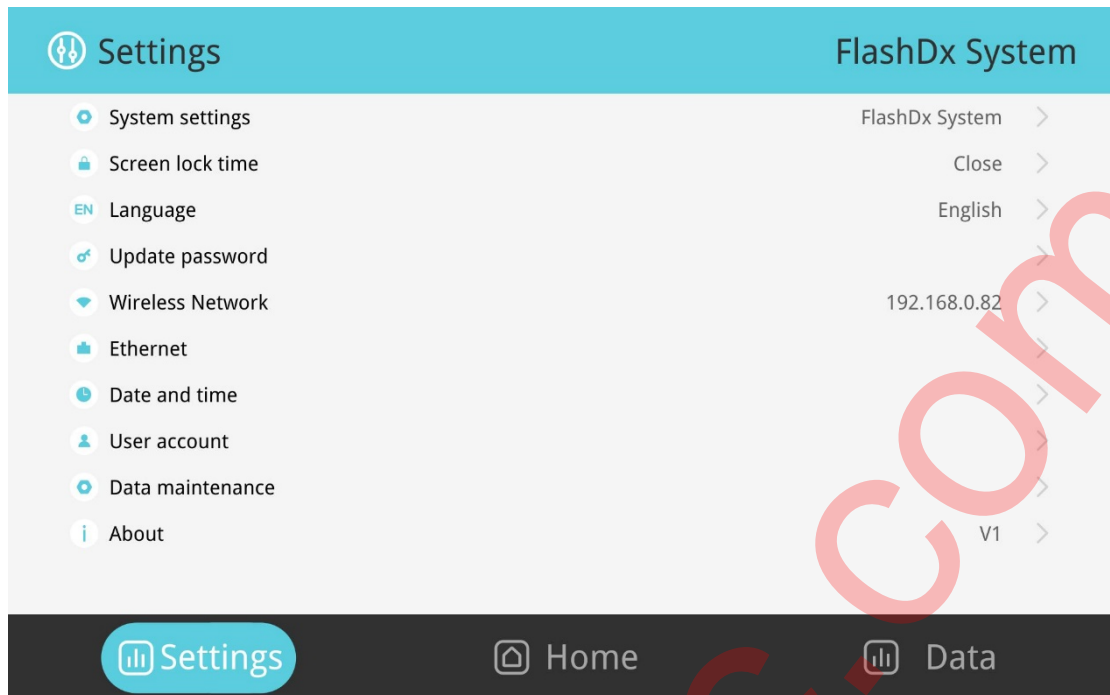 Settings FlashDx System
System settings FlashDx System
Screen lock time Close
EN Language English
Update password
Wireless Network 192.168.0.82
Ethernet
Date and time
User account
Data maintenance
i About V1
Settings Home Data